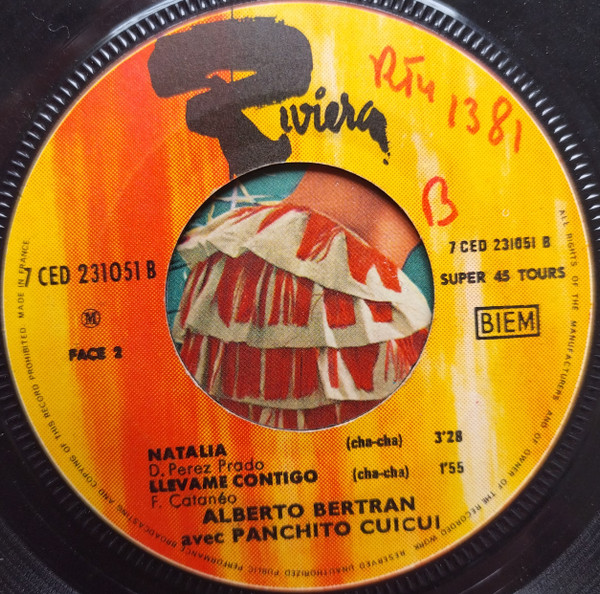 Riviera
RTu 1381
B
7 CED 231051 B
7 CED 231051 B
SUPER 45 TOURS
M
BIEM
FACE 2
NATALIA (cha-cha) 3'28
D. Perez Prado
LLEVAME CONTIGO (cha-cha) 1'55
F. Catanéo
ALBERTO BERTRAN
avec PANCHITO CUICUI
ALL RIGHTS OF THE MANUFACTURERS AND OF OWNER OF THE RECORDED WORK RESERVED UNAUTHORIZED PUBLIC PERFORMANCE BROADCASTING AND COPYING OF THIS RECORD PROHIBITED. MADE IN FRANCE